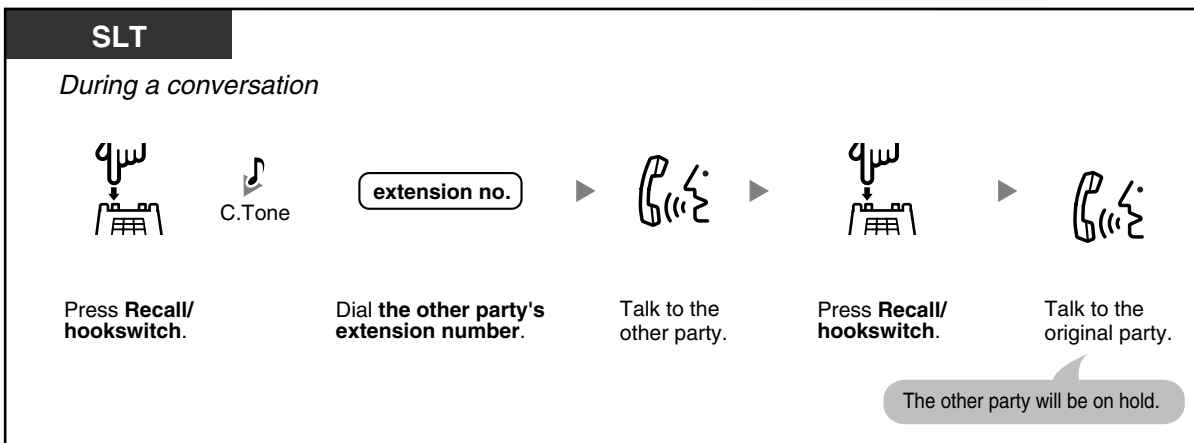 SLT
During a conversation
C.Tone
extension no.
Press Recall/
hookswitch.
Dial the other party's
extension number.
Talk to the
other party.
Press Recall/
hookswitch.
Talk to the
original party.
The other party will be on hold.